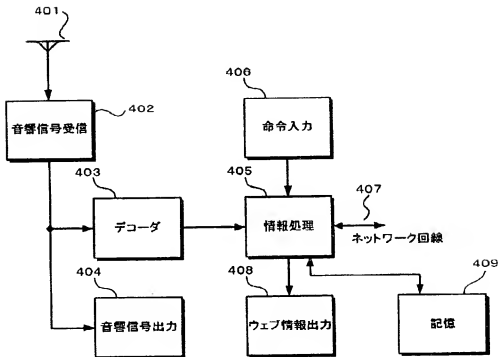 401
402
音響信号受信
406
命令入力
403
デコーダ
405
情報処理
407
ネットワーク回線
404
音響信号出力
408
ウェブ情報出力
409
記憶